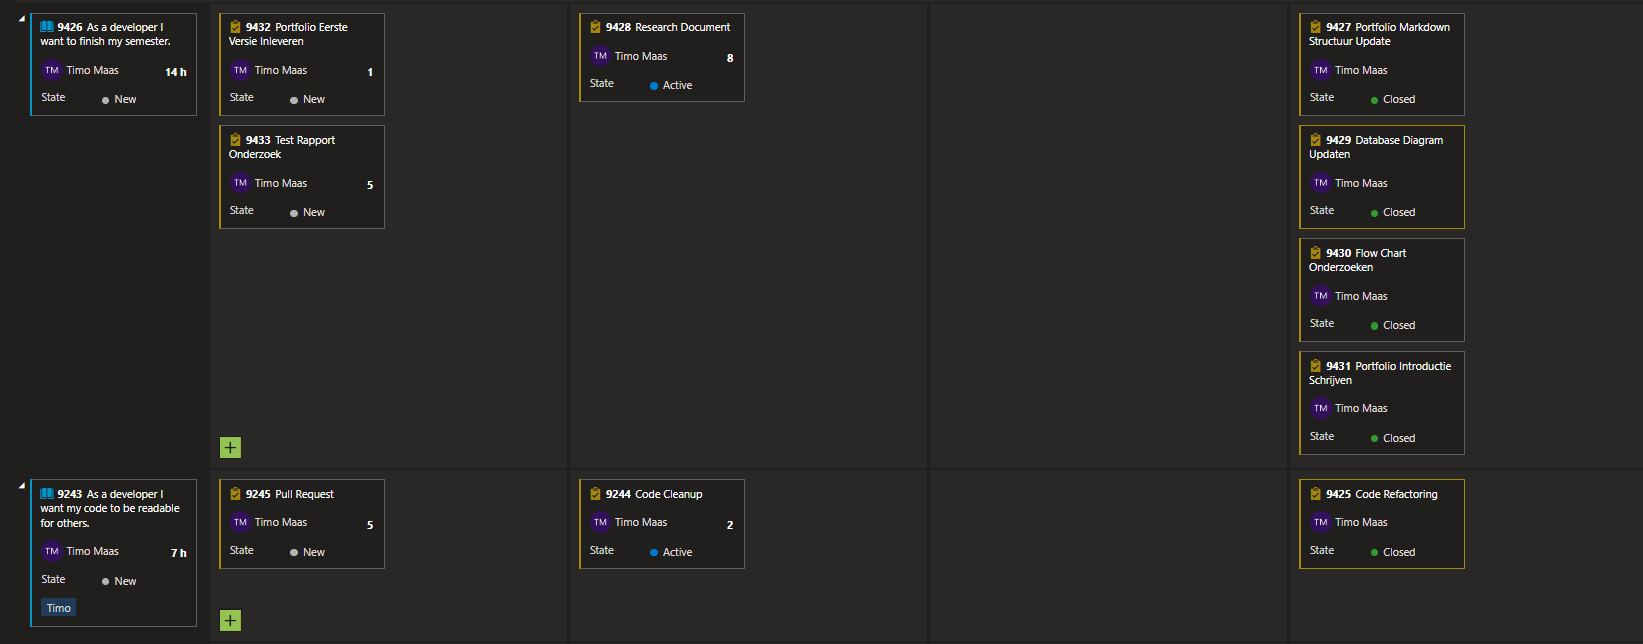 9426 As a developer I
want to finish my semester.
TM Timo Maas 14 h
State New
9432 Portfolio Eerste
Versie Inleveren
TM Timo Maas 1
State New
9433 Test Rapport
Onderzoek
TM Timo Maas 5
State New
9428 Research Document
TM Timo Maas 8
State Active
9427 Portfolio Markdown
Structuur Update
TM Timo Maas
State Closed
9429 Database Diagram
Updaten
TM Timo Maas
State Closed
9430 Flow Chart
Onderzoeken
TM Timo Maas
State Closed
9431 Portfolio Introductie
Schrijven
TM Timo Maas
State Closed
9243 As a developer I
want my code to be readable
for others.
TM Timo Maas 7 h
State New
Timo
9245 Pull Request
TM Timo Maas 5
State New
9244 Code Cleanup
TM Timo Maas 2
State Active
9425 Code Refactoring
TM Timo Maas
State Closed